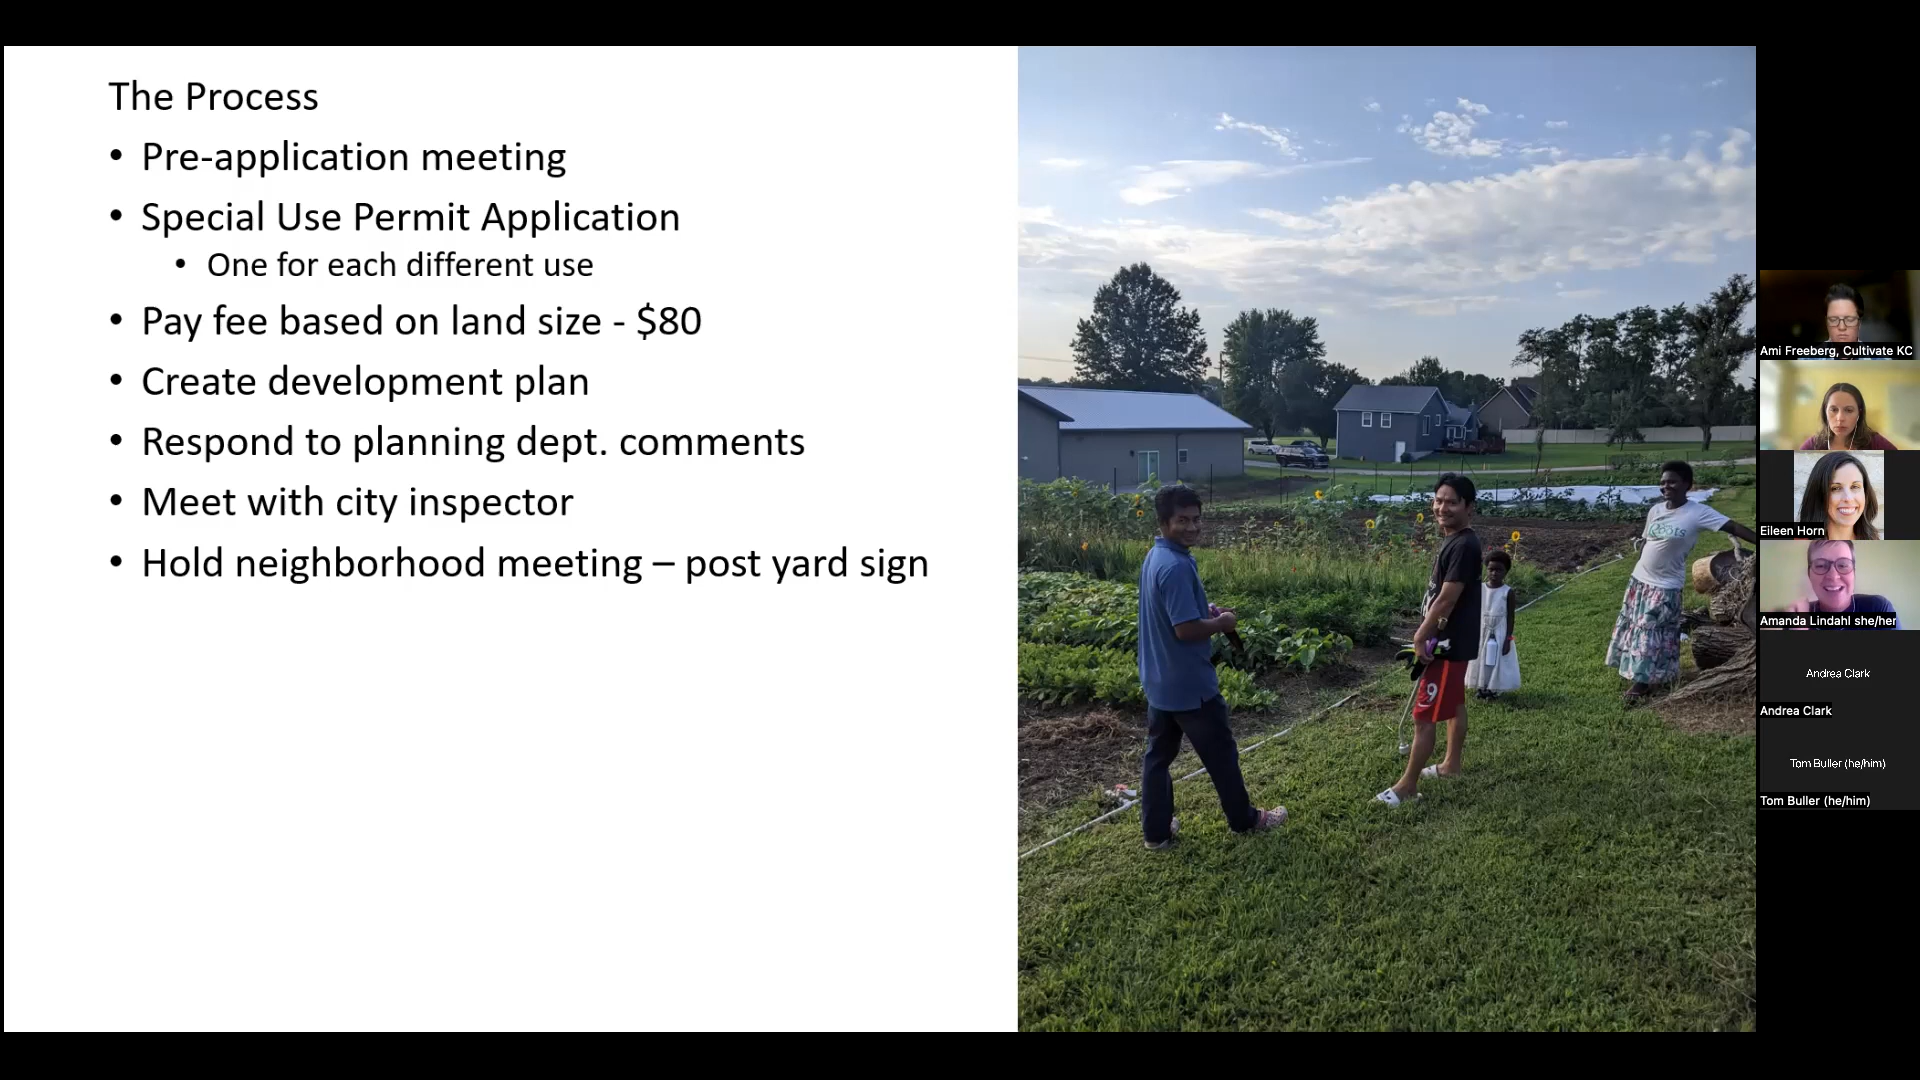 The Process
• Pre-application meeting
• Special Use Permit Application
• One for each different use
• Pay fee based on land size - $80
• Create development plan
• Respond to planning dept. comments
• Meet with city inspector
• Hold neighborhood meeting – post yard sign
9
Ami Freeberg, Cultivate KC
Eileen Horn
Amanda Lindahl she/her
Andrea Clark
Andrea Clark
Tom Buller (he/him)
Tom Buller (he/him)